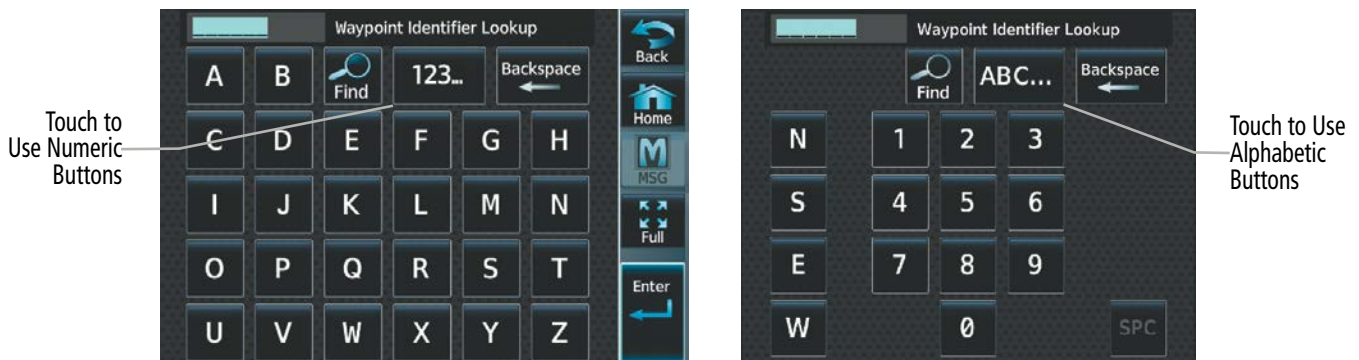 Waypoint Identifier Lookup
Back
A B Find 123... Backspace
Home
C D E F G H
MSG
I J K L M N
Full
O P Q R S T
Enter
U V W X Y Z
Touch to
Use Numeric
Buttons
Waypoint Identifier Lookup
Find ABC... Backspace
N 1 2 3
S 4 5 6
E 7 8 9
W 0 SPC
Touch to Use
Alphabetic
Buttons